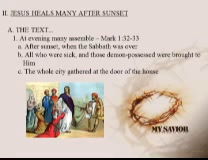 II. JESUS HEALS MANY AFTER SUNSET
A. THE TEXT...
1. At evening many assemble – Mark 1:32-33
a. After sunset, when the Sabbath was over
b. All who were sick, and those demon-possessed were brought to
Him
c. The whole city gathered at the door of the house
MY SAVIOR